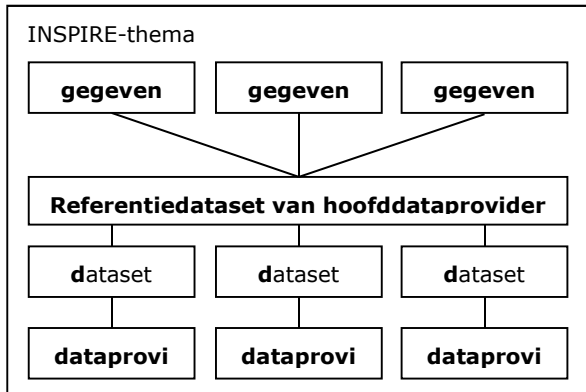 INSPIRE-thema
gegeven gegeven gegeven
Referentiedataset van hoofddataprovider
dataset dataset dataset
dataprovi dataprovi dataprovi